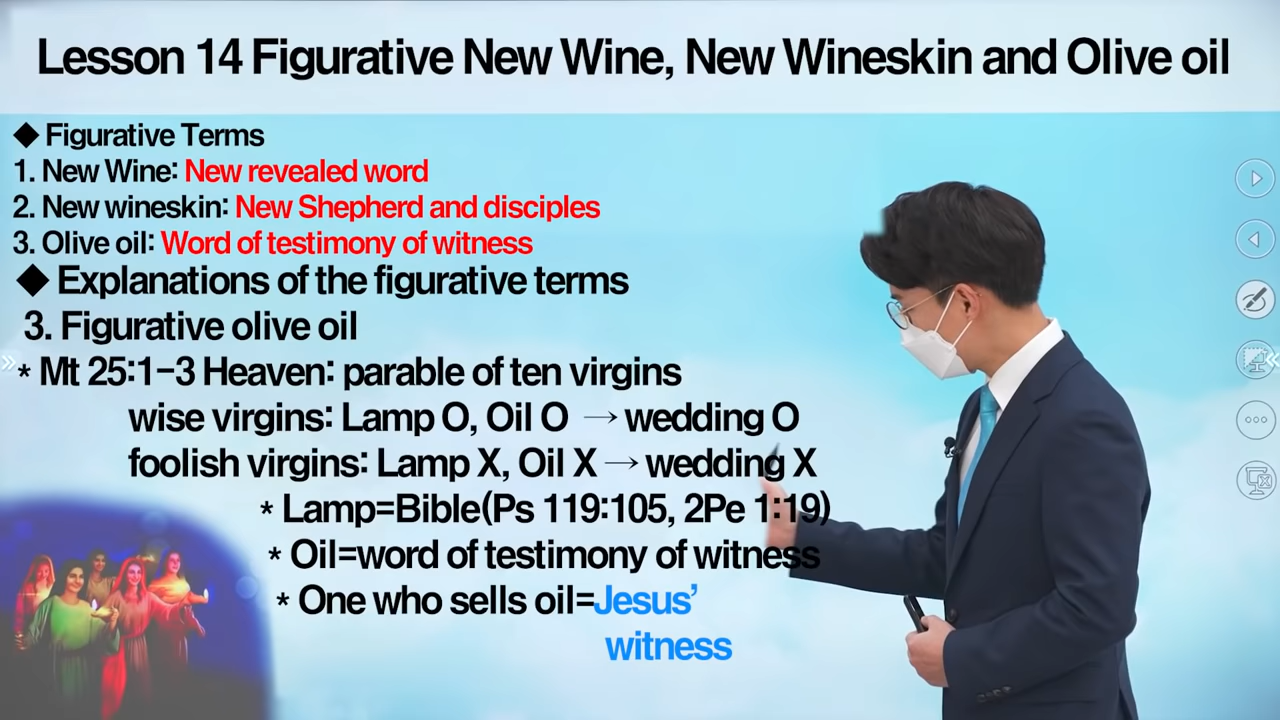 Lesson 14 Figurative New Wine, New Wineskin and Olive oil
◆ Figurative Terms
1. New Wine: New revealed word
2. New wineskin: New Shepherd and disciples
3. Olive oil: Word of testimony of witness
◆ Explanations of the figurative terms
3. Figurative olive oil
* Mt 25:1-3 Heaven: parable of ten virgins
wise virgins: Lamp O, Oil O → wedding O
foolish virgins: Lamp X, Oil X → wedding X
* Lamp=Bible(Ps 119:105, 2Pe 1:19)
* Oil=word of testimony of witness
* One who sells oil=Jesus'
witness